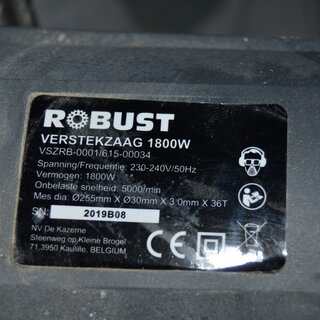 ROBUST
VERSTEKZAAG 1800W
VSZRB-0001/615-00034
Spanning/Frequentie: 230-240V/50Hz
Vermogen: 1800W
Onbelaste snelheid: 5000/min
Mes dia: Ø255mm X Ø30mm X 3.0mm X 36T
SN: 2019B08
NV De Kazerne
Steenweg op Kleine Brogel
71,3950 Kaulille, BELGIUM
CE